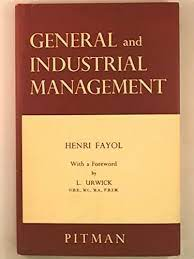 GENERAL and
INDUSTRIAL
MANAGEMENT
HENRI FAYOL
With a Foreword
by
L. URWICK
O.B.E., M.C., M.A., F.B.I.M.
PITMAN